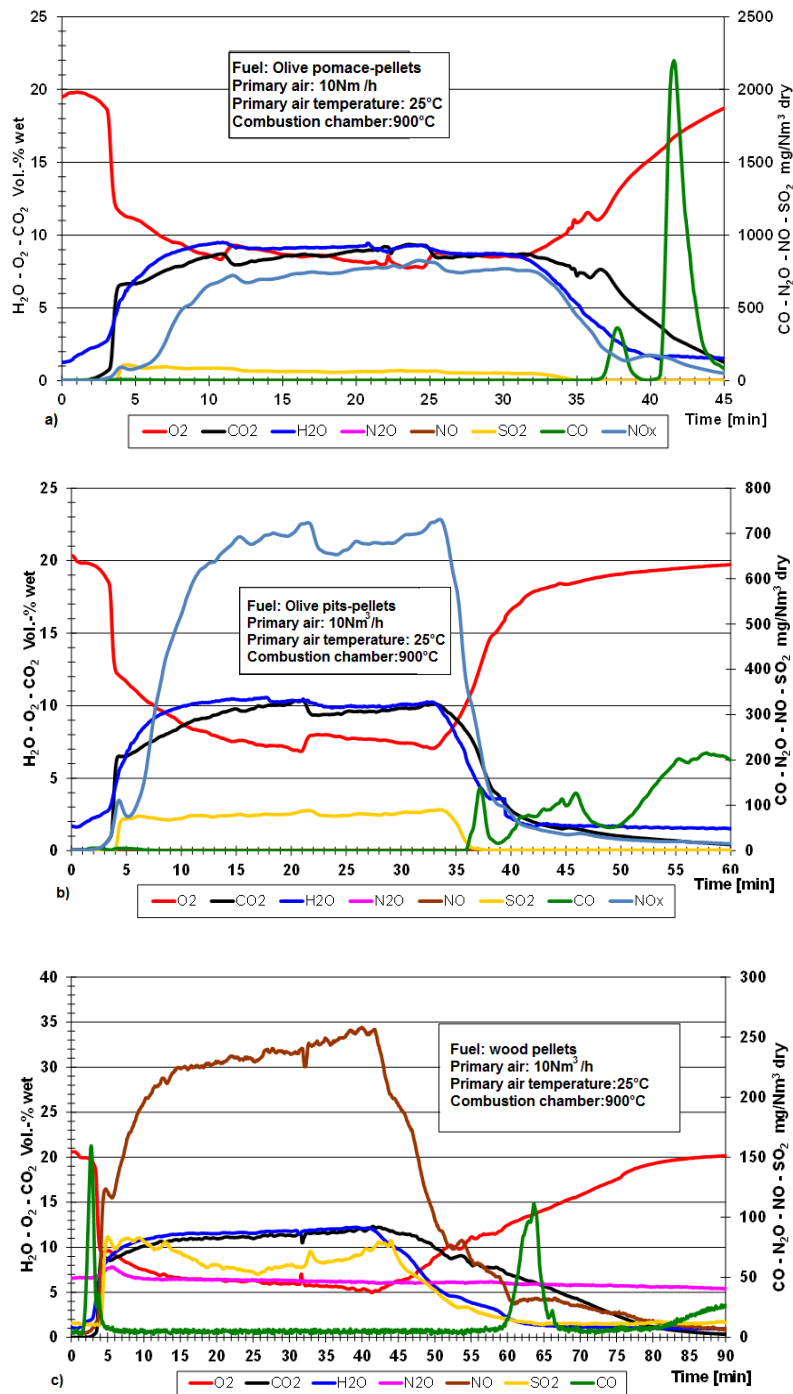 25
20
15
10
5
0
2500
2000
1500
1000
500
0
H₂O - O₂ - CO₂ Vol.-% wet
CO - N₂O - NO - SO₂ mg/Nm³ dry
Fuel: Olive pomace-pellets
Primary air: 10Nm /h
Primary air temperature: 25°C
Combustion chamber:900°C
0 5 10 15 20 25 30 35 40 45
Time [min]
a)
O2 CO2 H2O N2O NO SO2 CO NOx
25
20
15
10
5
0
800
700
600
500
400
300
200
100
0
H₂O - O₂ - CO₂ Vol.-% wet
CO - N₂O - NO - SO₂ mg/Nm³ dry
Fuel: Olive pits-pellets
Primary air: 10Nm³/h
Primary air temperature: 25°C
Combustion chamber:900°C
0 5 10 15 20 25 30 35 40 45 50 55 60
Time [min]
b)
O2 CO2 H2O N2O NO SO2 CO NOx
40
35
30
25
20
15
10
5
0
300
250
200
150
100
50
0
H₂O - O₂ - CO₂ Vol.-% wet
CO - N₂O - NO - SO₂ mg/Nm³ dry
Fuel: wood pellets
Primary air: 10Nm³ /h
Primary air temperature:25°C
Combustion chamber:900°C
0 5 10 15 20 25 30 35 40 45 50 55 60 65 70 75 80 85 90
Time [min]
c)
O2 CO2 H2O N2O NO SO2 CO